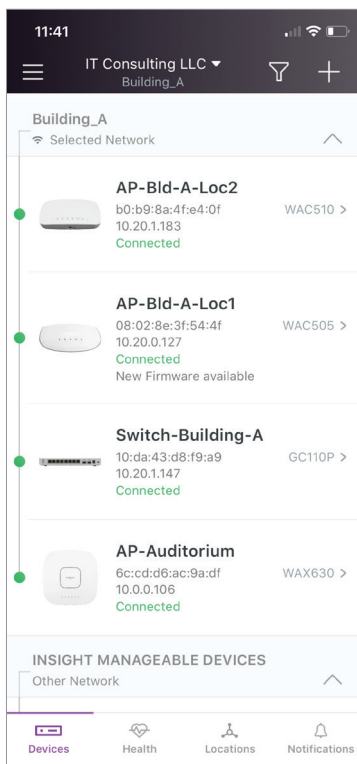 11:41
IT Consulting LLC
Building_A
Building_A
Selected Network
AP-Bld-A-Loc2
b0:b9:8a:4f:e4:0f WAC510 >
10.20.1.183
Connected
AP-Bld-A-Loc1
08:02:8e:3f:54:4f WAC505 >
10.20.0.127
Connected
New Firmware available
Switch-Building-A
10:da:43:d8:f9:a9 GC110P >
10.20.1.147
Connected
AP-Auditorium
6c:cd:d6:ac:9a:df WAX630 >
10.0.0.106
Connected
INSIGHT MANAGEABLE DEVICES
Other Network
Devices Health Locations Notifications